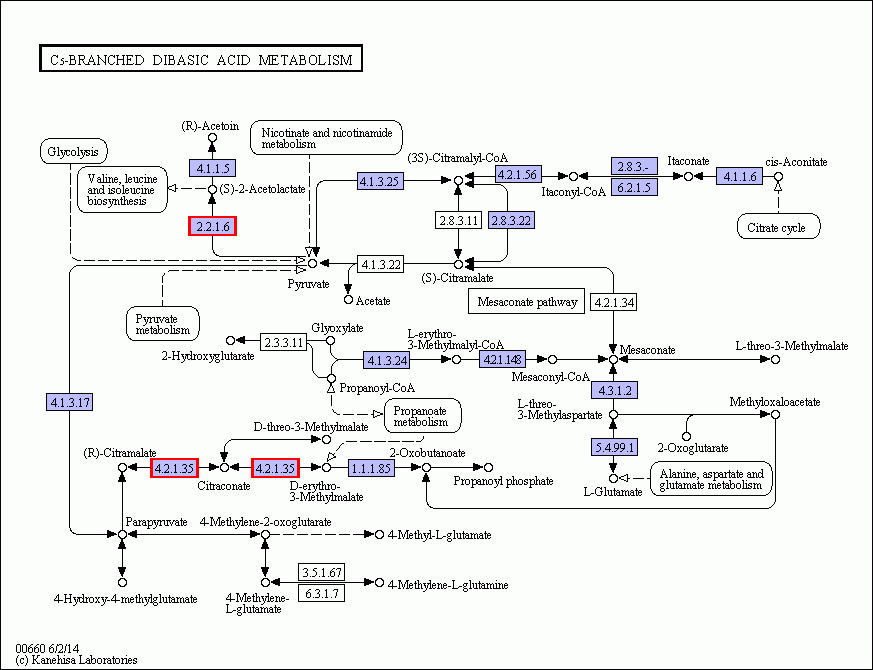 C5-BRANCHED DIBASIC ACID METABOLISM
(R)-Acetoin
Nicotinate and nicotinamide
metabolism
Glycolysis
4.1.1.5
Valine, leucine
and isoleucine
biosynthesis
(S)-2-Acetolactate
2.2.1.6
4.1.3.25
(3S)-Citramalyl-CoA
4.2.1.56
Itaconyl-CoA
2.8.3.-
6.2.1.5
Itaconate
4.1.1.6
cis-Aconitate
Citrate cycle
2.8.3.11
2.8.3.22
Pyruvate
4.1.3.22
(S)-Citramalate
Acetate
Mesaconate pathway
4.2.1.34
Pyruvate
metabolism
2-Hydroxyglutarate
2.3.3.11
Glyoxylate
4.1.3.24
L-erythro-
3-Methylmalyl-CoA
4.2.1.148
Mesaconyl-CoA
Mesaconate
L-threo-3-Methylmalate
Propanoyl-CoA
4.3.1.2
4.1.3.17
Propanoate
metabolism
L-threo-
3-Methylaspartate
Methyloxaloacetate
D-threo-3-Methylmalate
5.4.99.1
2-Oxoglutarate
(R)-Citramalate
4.2.1.35
Citraconate
4.2.1.35
D-erythro-
3-Methylmalate
1.1.1.85
2-Oxobutanoate
Propanoyl phosphate
L-Glutamate
Alanine, aspartate and
glutamate metabolism
Parapyruvate
4-Methylene-2-oxoglutarate
4-Methyl-L-glutamate
4-Hydroxy-4-methylglutamate
4-Methylene-
L-glutamate
3.5.1.67
6.3.1.7
4-Methylene-L-glutamine
00660 6/2/14
(c) Kanehisa Laboratories